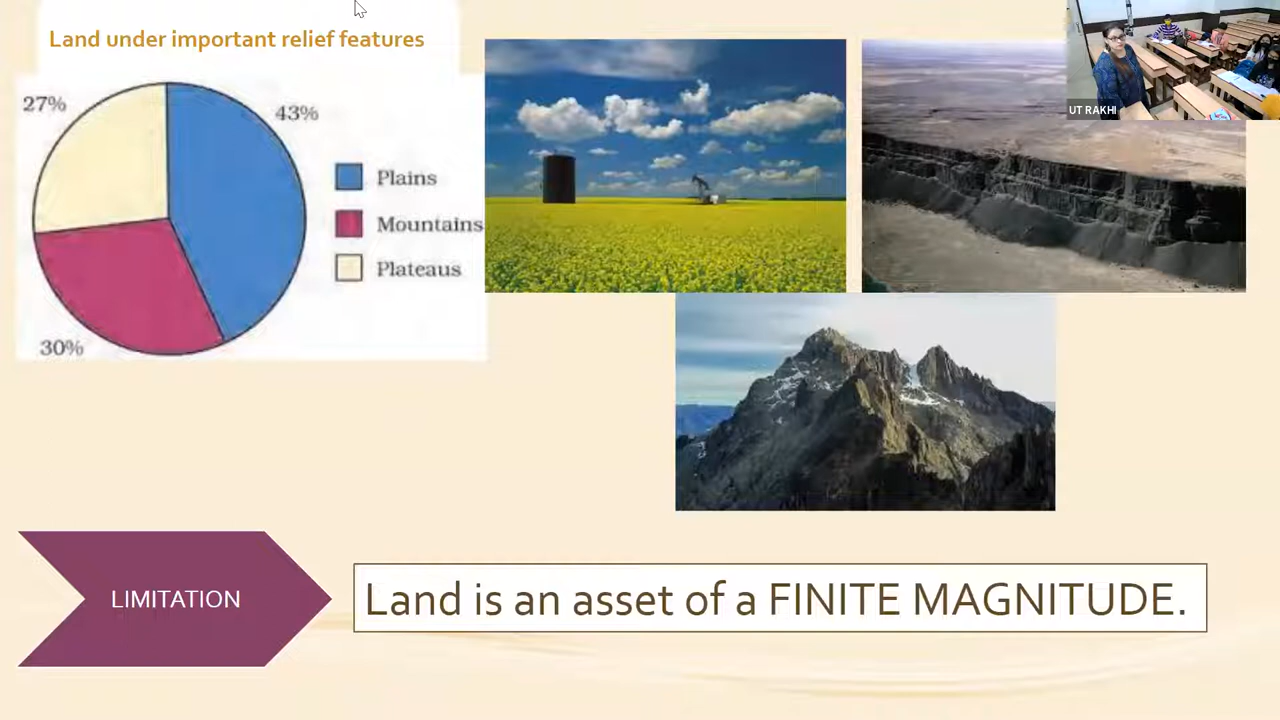 Land under important relief features
27%
43%
Plains
Mountains
Plateaus
30%
UT RAKHI
LIMITATION
Land is an asset of a FINITE MAGNITUDE.